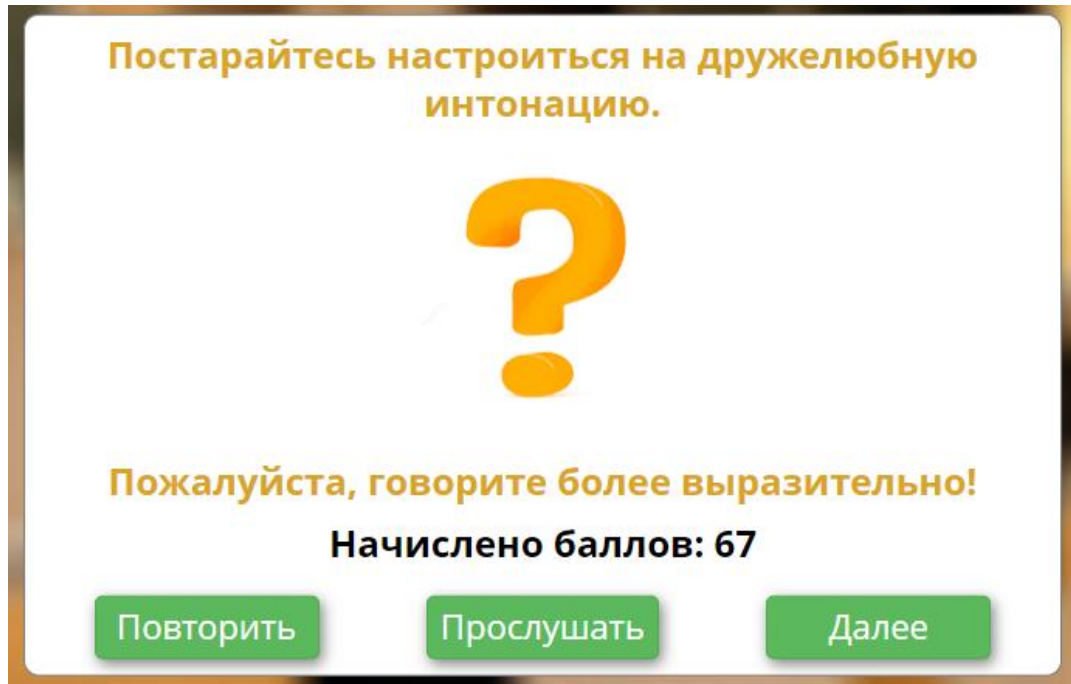 Постарайтесь настроиться на дружелюбную
интонацию.
?
Пожалуйста, говорите более выразительно!
Начислено баллов: 67
Повторить Прослушать Далее